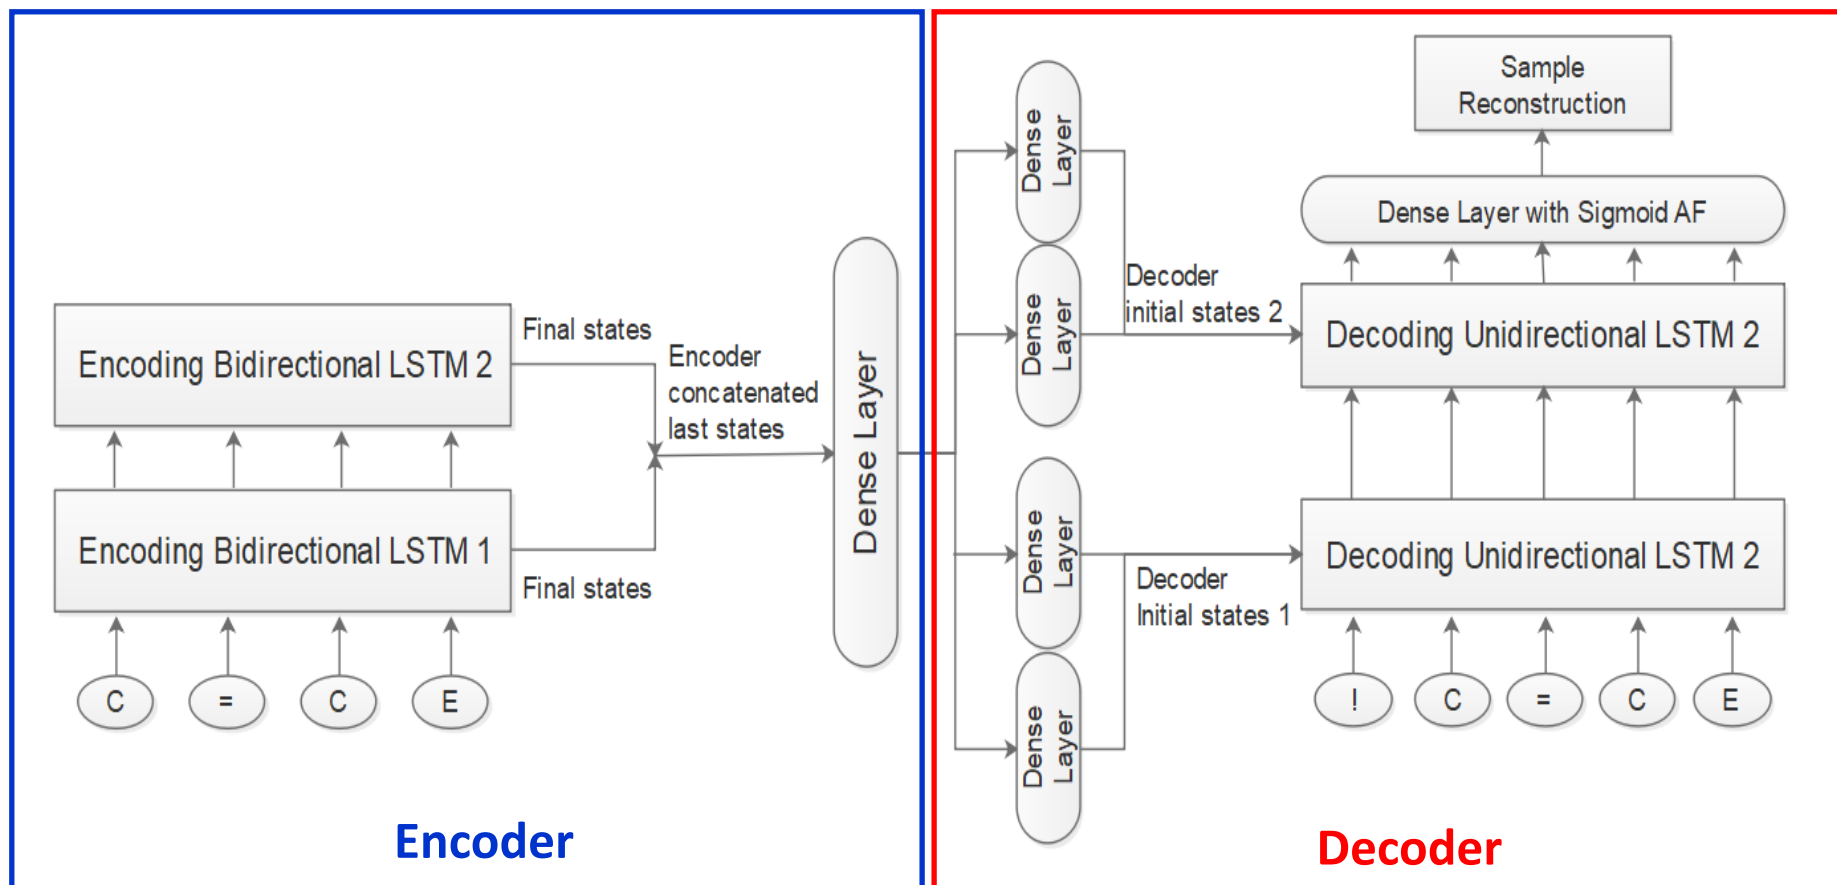 Encoding Bidirectional LSTM 2
Encoding Bidirectional LSTM 1
C
=
C
E
Final states
Final states
Encoder
concatenated
last states
Dense Layer
Encoder
Dense
Layer
Dense
Layer
Dense
Layer
Dense
Layer
Decoder
initial states 2
Decoder
Initial states 1
Sample
Reconstruction
Dense Layer with Sigmoid AF
Decoding Unidirectional LSTM 2
Decoding Unidirectional LSTM 2
!
C
=
C
E
Decoder